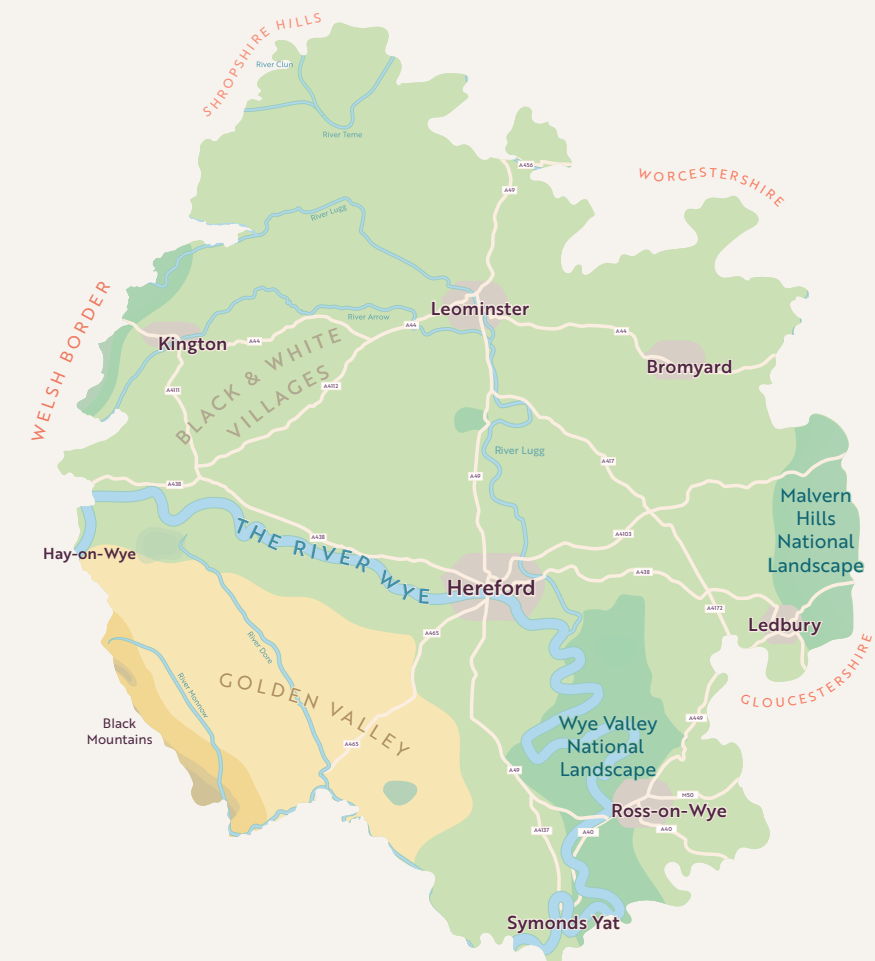 SHROPSHIRE HILLS
River Clun
River Teme
A456
A49
WORCESTERSHIRE
River Lugg
WELSH BORDER
Leominster
River Arrow
A44
A44
A44
Kington
BLACK & WHITE
VILLAGES
Bromyard
A4111
A4112
River Lugg
A417
A49
A438
Malvern
Hills
National
Landscape
THE RIVER WYE
A438
A4103
Hay-on-Wye
A438
Hereford
A4172
Ledbury
A465
River Dore
GLOUCESTERSHIRE
GOLDEN VALLEY
River Monnow
A449
Black
Mountains
Wye Valley
National
Landscape
A465
A49
M50
Ross-on-Wye
A4137
A40
A40
Symonds Yat